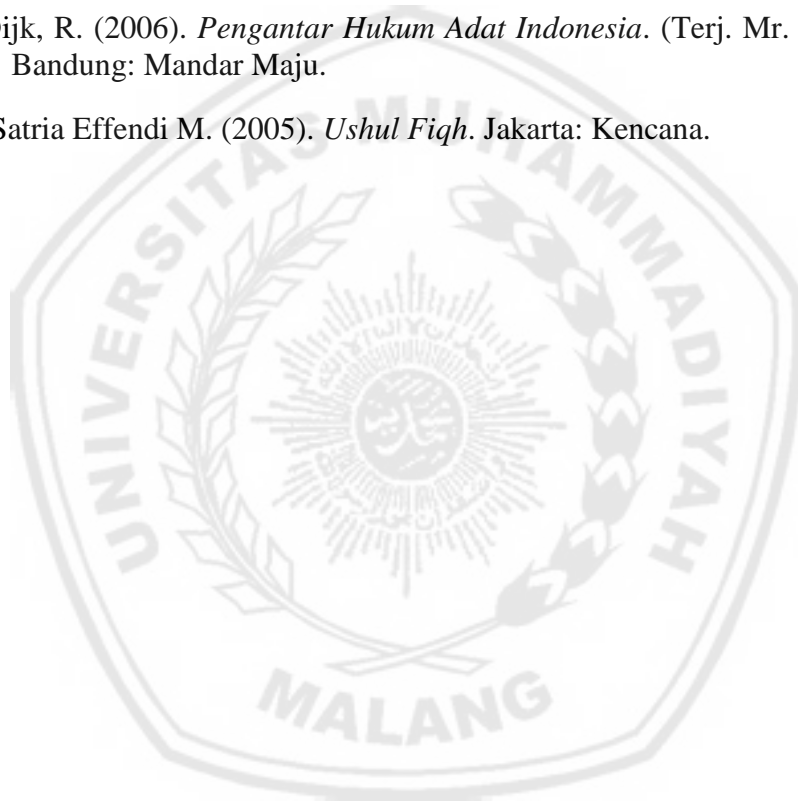 ijk, R. (2006). Pengantar Hukum Adat Indonesia. (Terj. Mr.
Bandung: Mandar Maju.
Satria Effendi M. (2005). Ushul Fiqh. Jakarta: Kencana.
UNIVERSITAS MUHAMMADIYAH
MALANG